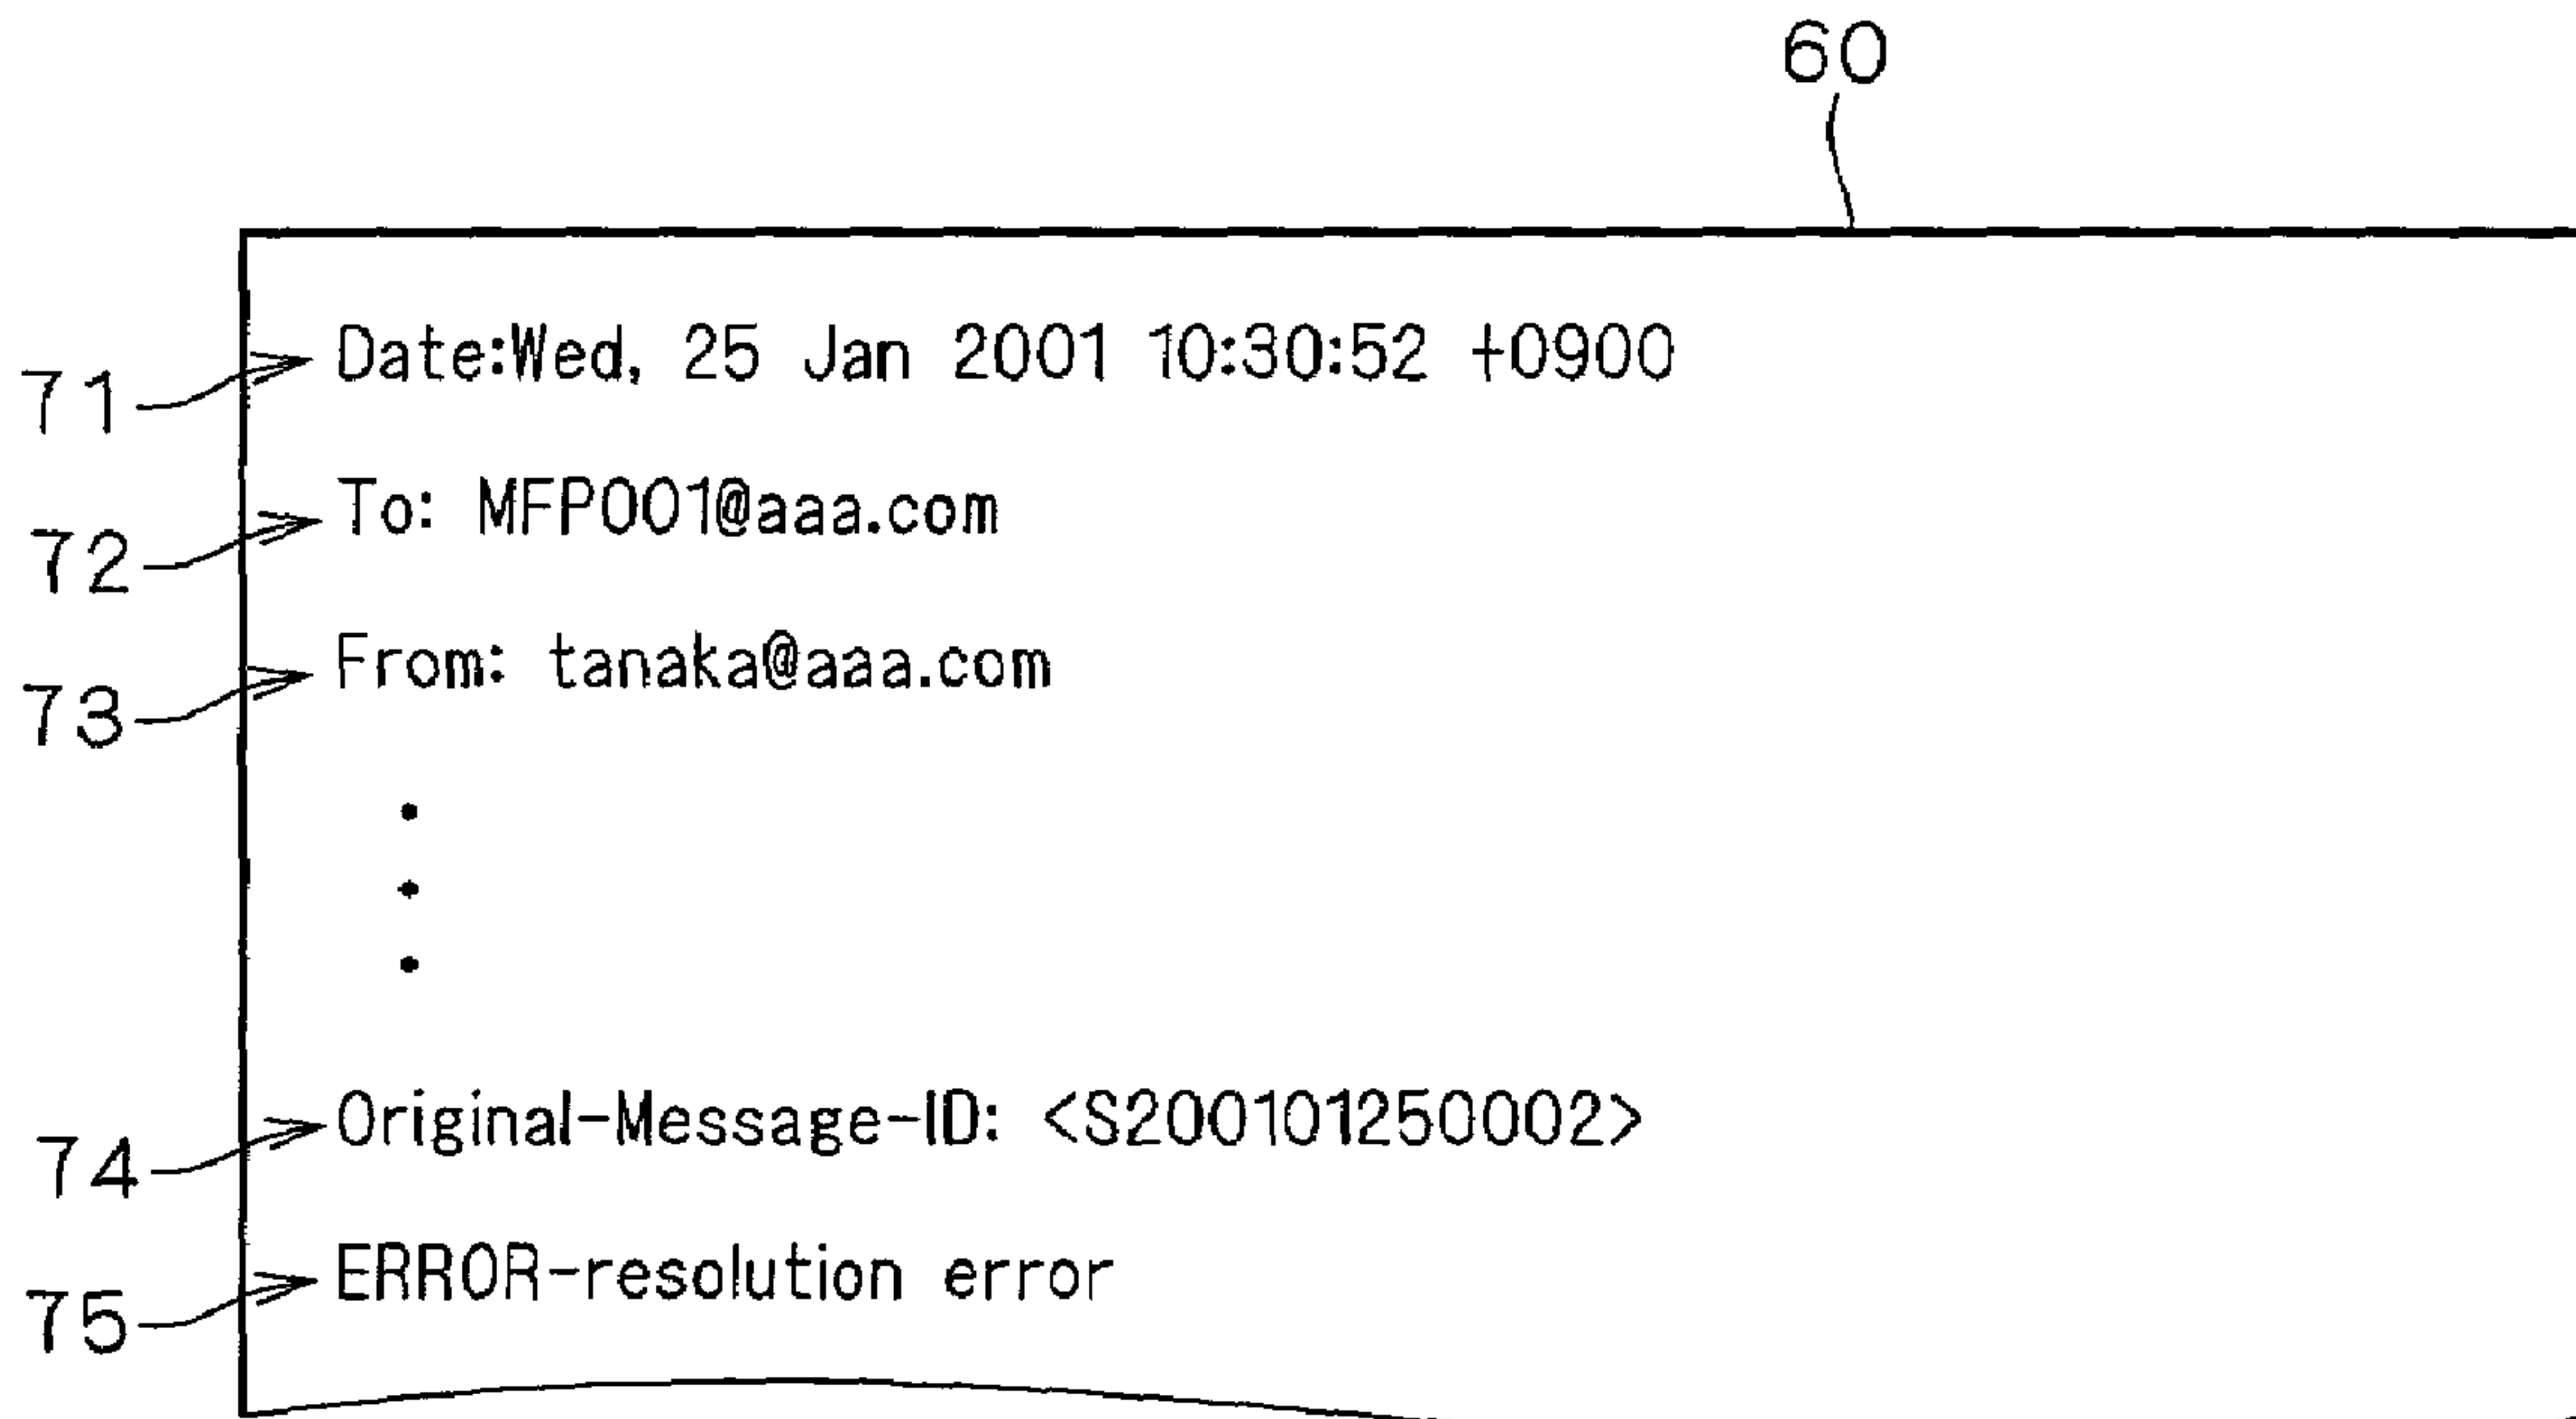 60
71 Date:Wed, 25 Jan 2001 10:30:52 +0900
72 To: MFP001@aaa.com
73 From: tanaka@aaa.com
74 Original-Message-ID: <S200101250002>
75 ERROR-resolution error